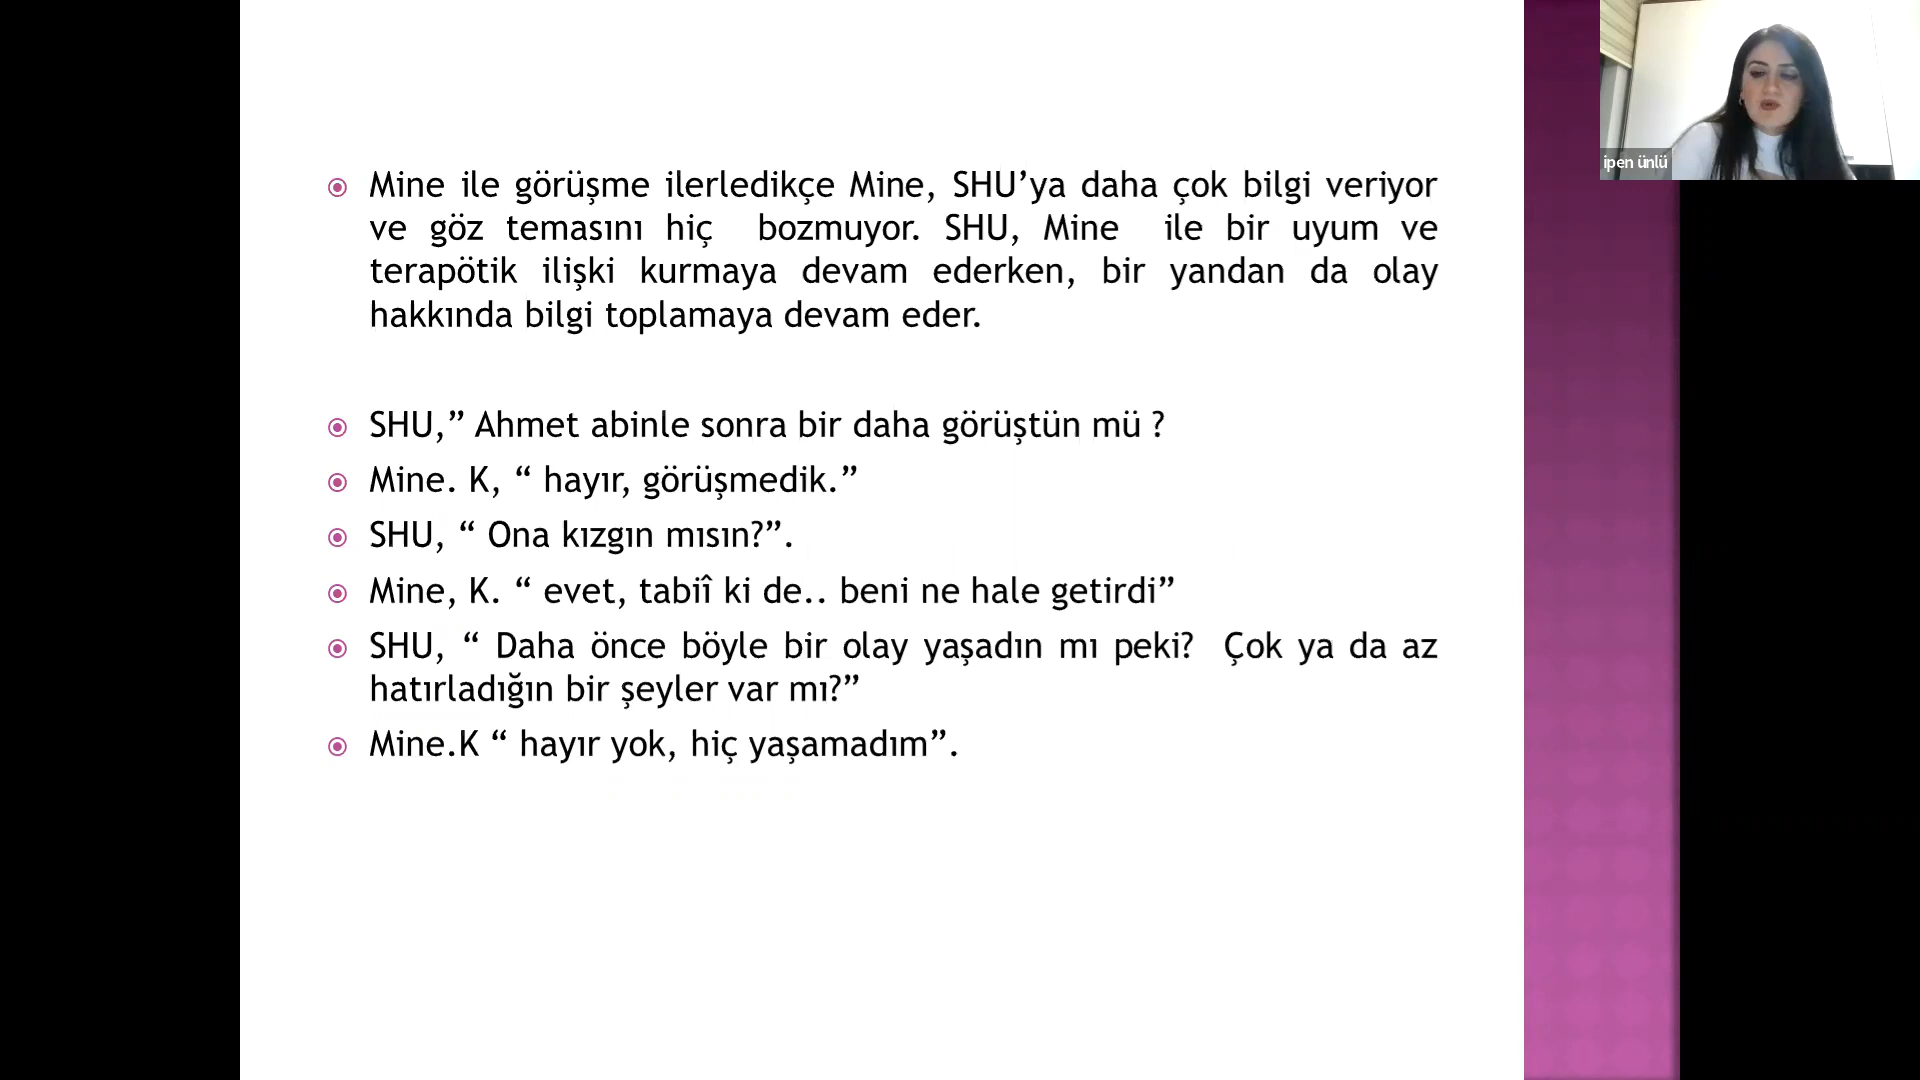 ipen ünlü
Mine ile görüşme ilerledikçe Mine, SHU’ya daha çok bilgi veriyor
ve göz temasını hiç bozmuyor. SHU, Mine ile bir uyum ve
terapötik ilişki kurmaya devam ederken, bir yandan da olay
hakkında bilgi toplamaya devam eder.
SHU,” Ahmet abinle sonra bir daha görüştün mü ?
Mine. K, “ hayır, görüşmedik.”
SHU, “ Ona kızgın mısın?”.
Mine, K. “ evet, tabiî ki de.. beni ne hale getirdi”
SHU, “ Daha önce böyle bir olay yaşadın mı peki? Çok ya da az
hatırladığın bir şeyler var mı?”
Mine.K “ hayır yok, hiç yaşamadım”.